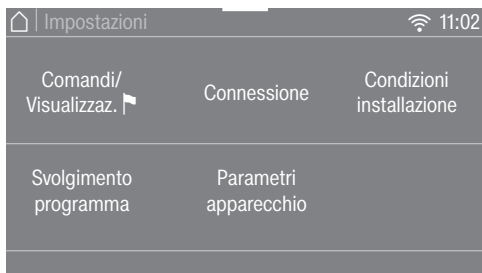 Impostazioni
11:02
Comandi/
Visualizzaz.
Connessione
Condizioni
installazione
Svolgimento
programma
Parametri
apparecchio